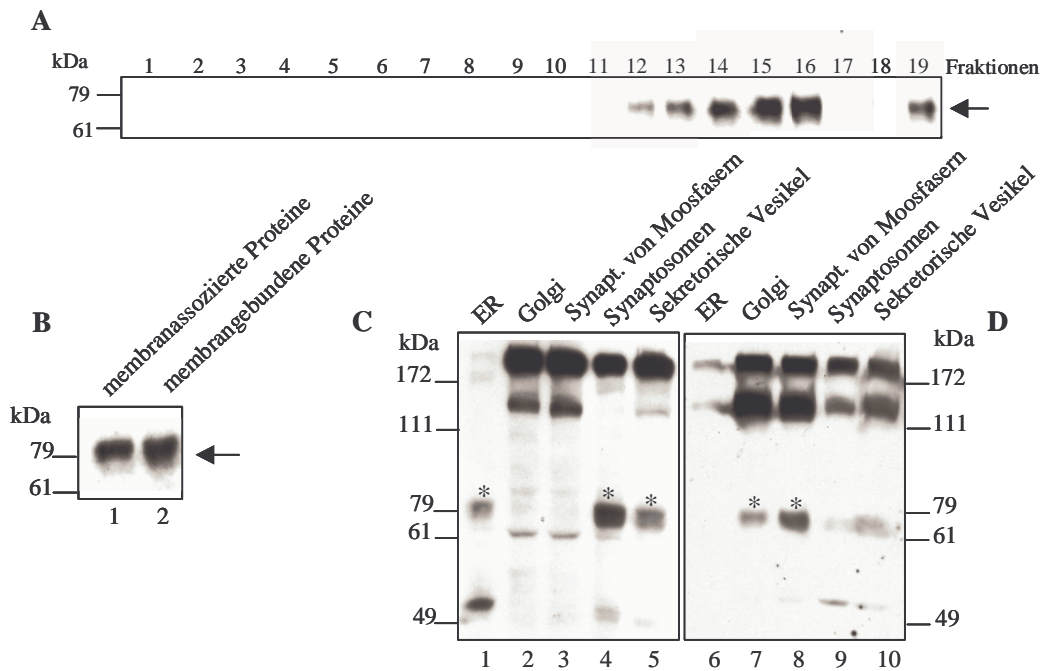 A
kDa
1 2 3 4 5 6 7 8 9 10 11 12 13 14 15 16 17 18 19 Fraktionen
79
61
B
membranassoziierte Proteine
membrangebundene Proteine
kDa
79
61
1 2
C
ER
Golgi
Synapt. von Moosfasern
Synaptosomen
Sekretorische Vesikel
kDa
172
111
79
61
49
* * *
1 2 3 4 5
D
ER
Golgi
Synapt. von Moosfasern
Synaptosomen
Sekretorische Vesikel
kDa
172
111
79
61
49
* *
6 7 8 9 10